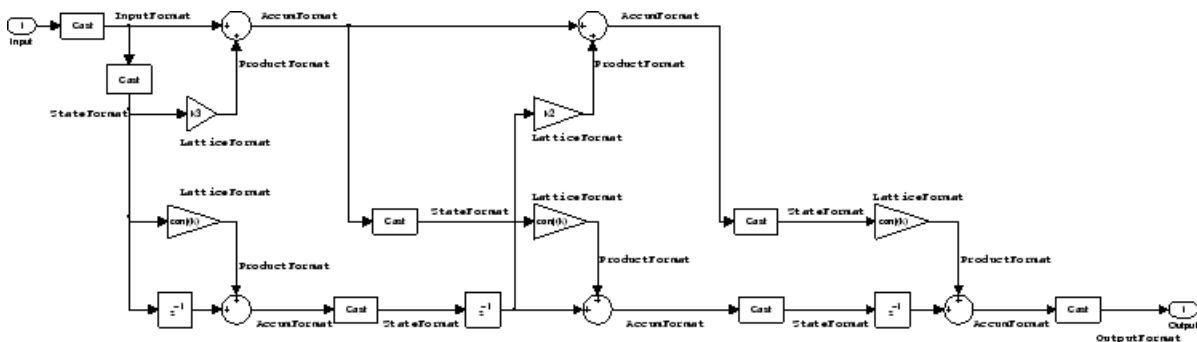 1
Input
Cast
InputFormat
AccumFormat
AccumFormat
ProductFormat
ProductFormat
Cast
StateFormat
k3
k2
LatticeFormat
LatticeFormat
LatticeFormat
LatticeFormat
LatticeFormat
conj(k)
Cast
StateFormat
conj(k)
Cast
StateFormat
conj(k)
ProductFormat
ProductFormat
ProductFormat
z-1
Cast
z-1
Cast
z-1
Cast
1
Output
AccumFormat
StateFormat
AccumFormat
StateFormat
AccumFormat
OutputFormat